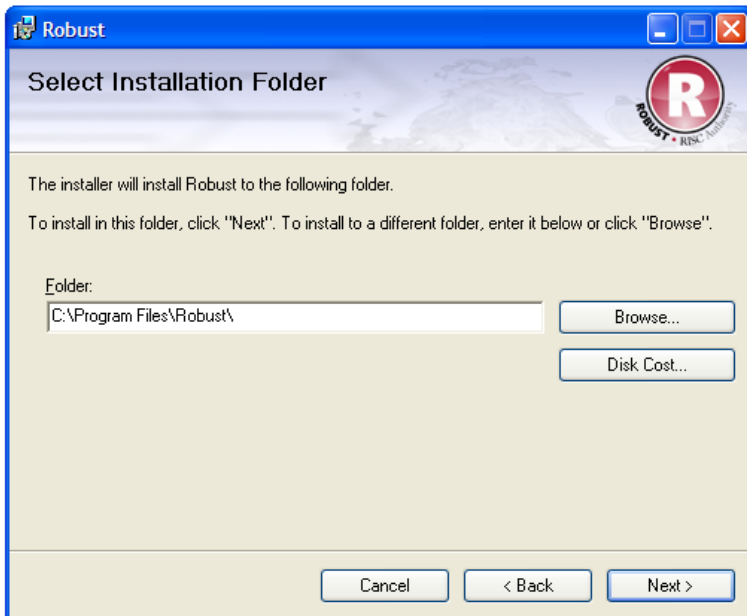 Robust
Select Installation Folder
R
ROBUST • RISC Authority
The installer will install Robust to the following folder.
To install in this folder, click "Next". To install to a different folder, enter it below or click "Browse".
Folder:
C:\Program Files\Robust\
Browse...
Disk Cost...
Cancel
< Back
Next >